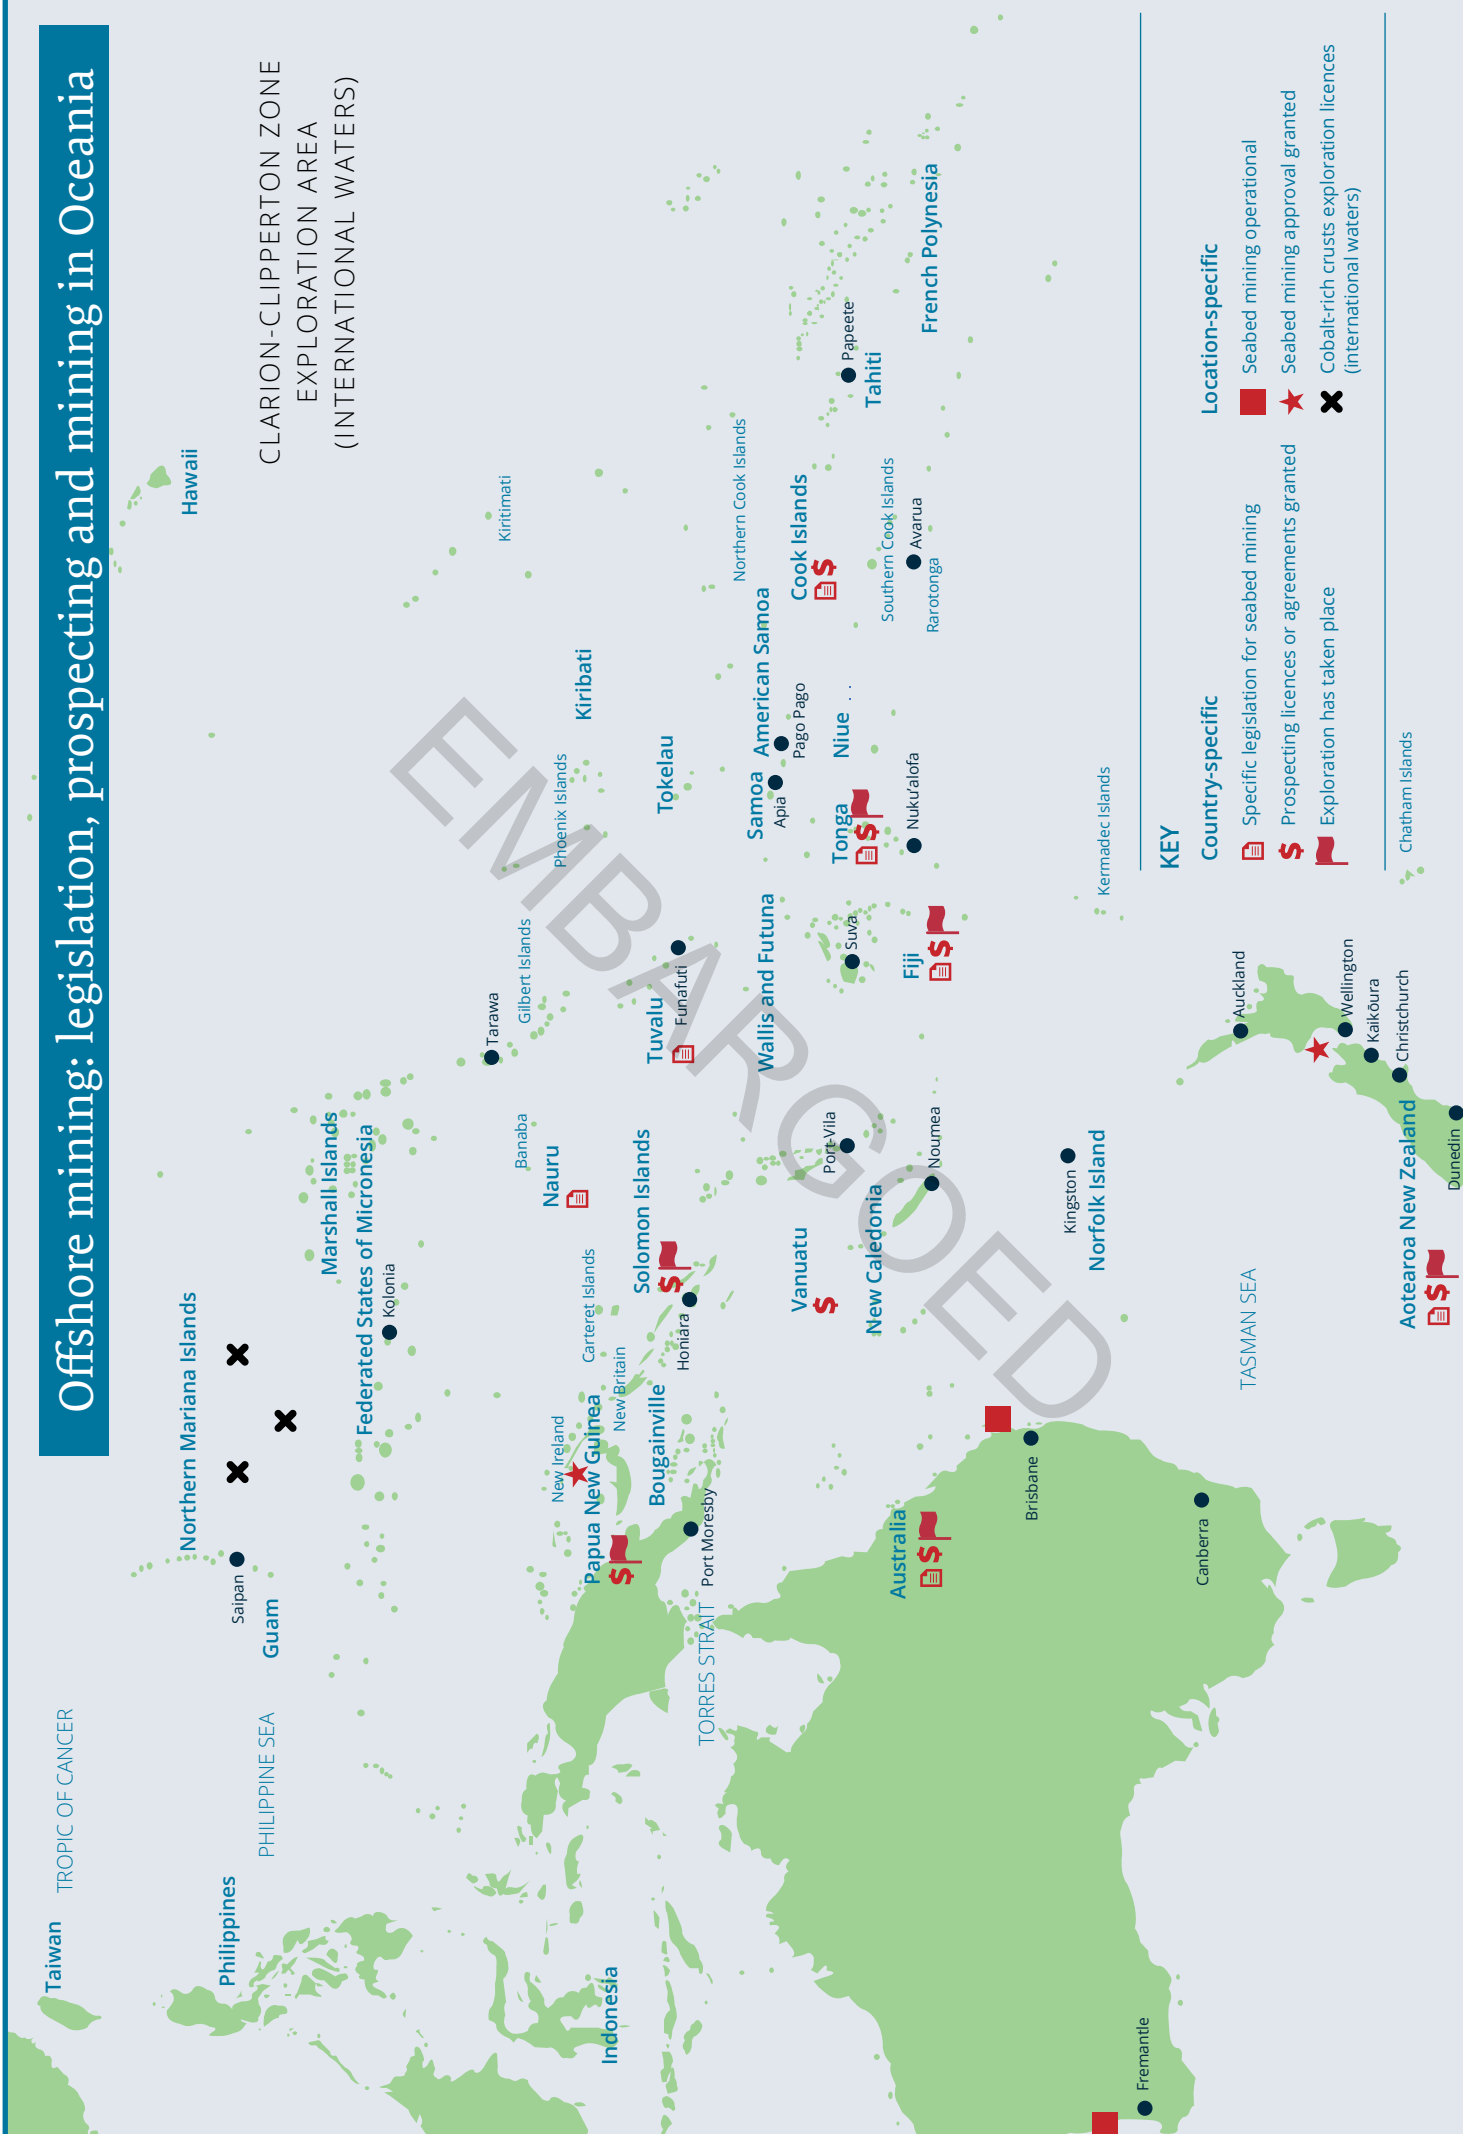 Offshore mining: legislation, prospecting and mining in Oceania
Taiwan
TROPIC OF CANCER
Hawaii
Philippines
PHILIPPINE SEA
Northern Mariana Islands
Saipan
Guam
CLARION-CLIPPERTON ZONE
EXPLORATION AREA
(INTERNATIONAL WATERS)
Marshall Islands
Federated States of Micronesia
Kolonia
Tarawa
Gilbert Islands
Kiritimati
Banaba
Nauru
Phoenix Islands
Kiribati
New Ireland
Papua New Guinea
Carteret Islands
New Britain
Indonesia
Bougainville
Solomon Islands
Honiara
Tuvalu
Funafuti
Tokelau
Port Moresby
TORRES STRAIT
Northern Cook Islands
Wallis and Futuna
Samoa
Apia
American Samoa
Pago Pago
Cook Islands
Vanuatu
Port-Vila
Suva
Tonga
Niue
Papeete
Tahiti
New Caledonia
Noumea
Southern Cook Islands
Avarua
Rarotonga
French Polynesia
Australia
Fiji
Nuku'alofa
Brisbane
Kingston
Norfolk Island
Kermadec Islands
Fremantle
Canberra
TASMAN SEA
Auckland
Wellington
Kaikōura
Christchurch
Aotearoa New Zealand
Dunedin
Chatham Islands
KEY
Country-specific
Specific legislation for seabed mining
Prospecting licences or agreements granted
Exploration has taken place
Location-specific
Seabed mining operational
Seabed mining approval granted
Cobalt-rich crusts exploration licences
(international waters)
EMBARGOED